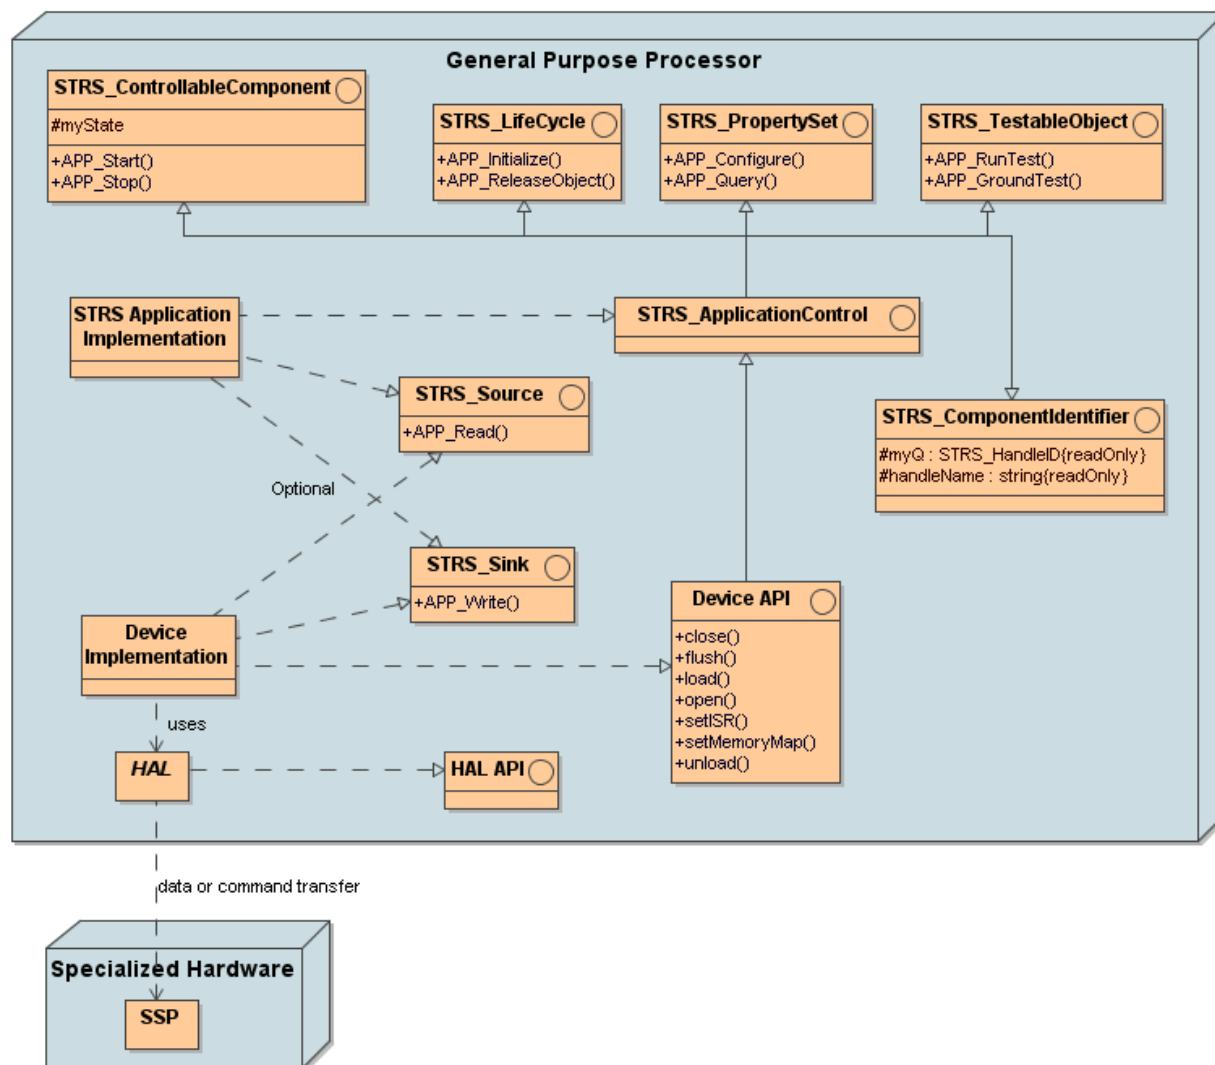 General Purpose Processor
STRS_ControllableComponent
#myState
+APP_Start()
+APP_Stop()
STRS_LifeCycle
+APP_Initialize()
+APP_ReleaseObject()
STRS_PropertySet
+APP_Configure()
+APP_Query()
STRS_TestableObject
+APP_RunTest()
+APP_GroundTest()
STRS Application
Implementation
STRS_ApplicationControl
STRS_Source
+APP_Read()
STRS_ComponentIdentifier
#myQ : STRS_HandleID{readOnly}
#handleName : string{readOnly}
Optional
STRS_Sink
+APP_Write()
Device API
+close()
+flush()
+load()
+open()
+setISR()
+setMemoryMap()
+unload()
Device
Implementation
uses
HAL
HAL API
data or command transfer
Specialized Hardware
SSP